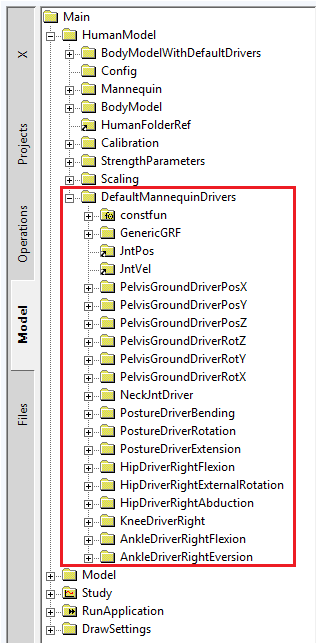 Main
HumanModel
BodyModelWithDefaultDrivers
Config
Mannequin
BodyModel
HumanFolderRef
Calibration
StrengthParameters
Scaling
DefaultMannequinDrivers
f(x) constfun
GenericGRF
JntPos
JntVel
PelvisGroundDriverPosX
PelvisGroundDriverPosY
PelvisGroundDriverPosZ
PelvisGroundDriverRotZ
PelvisGroundDriverRotY
PelvisGroundDriverRotX
NeckJntDriver
PostureDriverBending
PostureDriverRotation
PostureDriverExtension
HipDriverRightFlexion
HipDriverRightExternalRotation
HipDriverRightAbduction
KneeDriverRight
AnkleDriverRightFlexion
AnkleDriverRightEversion
Model
Study
RunApplication
DrawSettings
X
Projects
Operations
Model
Files